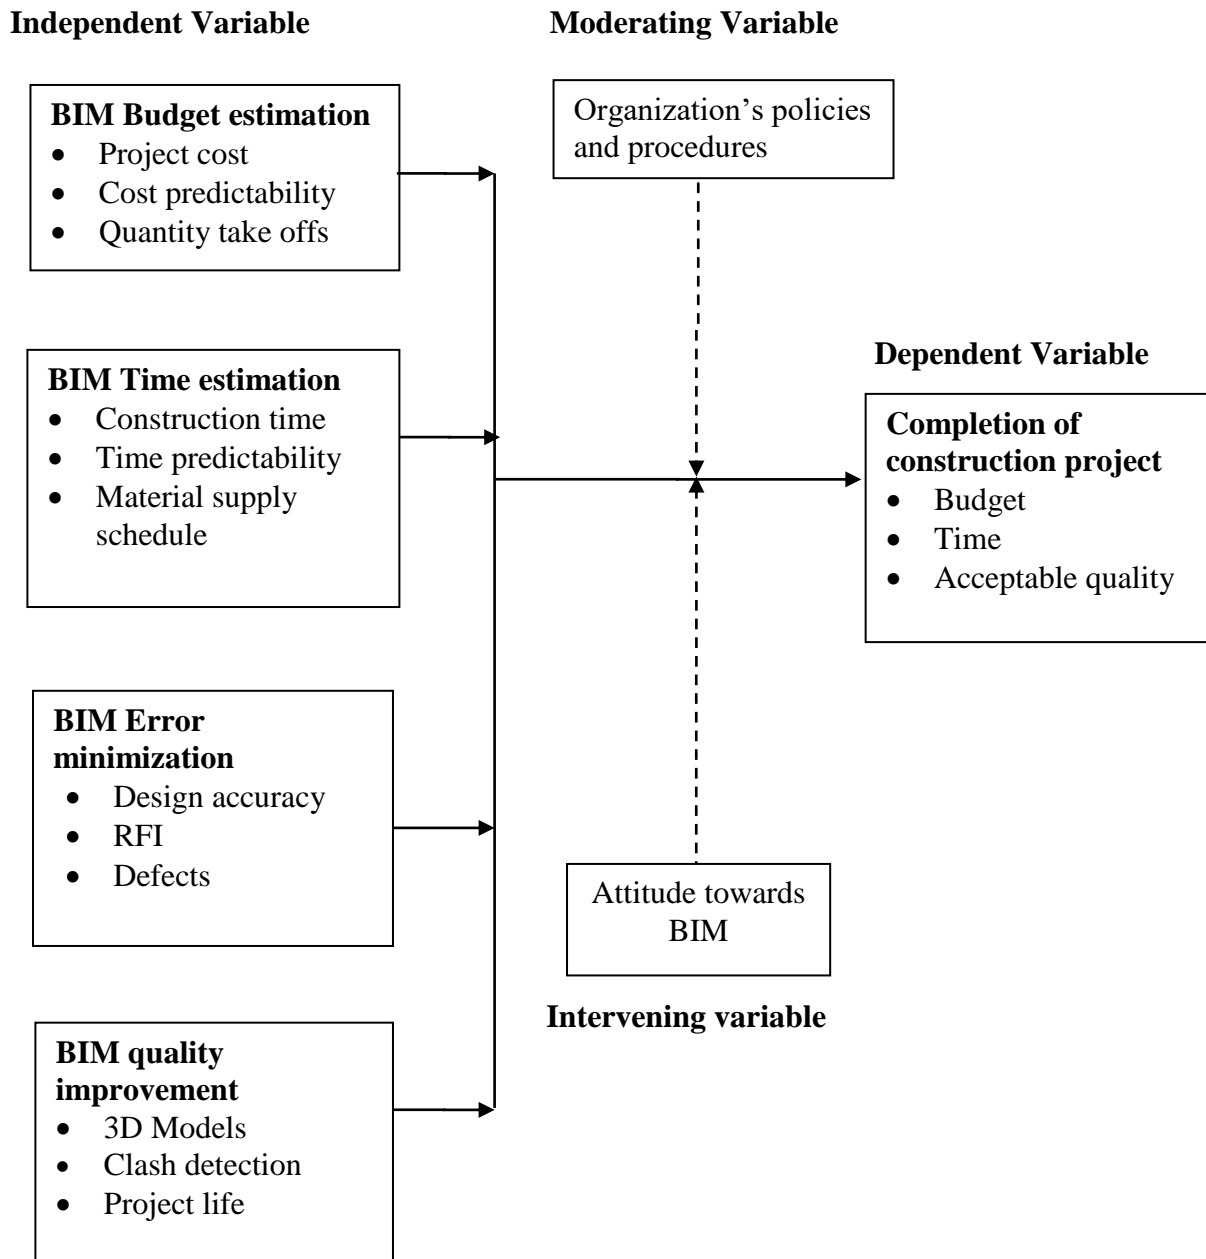 Independent Variable
Moderating Variable
BIM Budget estimation
• Project cost
• Cost predictability
• Quantity take offs
Organization’s policies
and procedures
BIM Time estimation
• Construction time
• Time predictability
• Material supply
schedule
Dependent Variable
Completion of
construction project
• Budget
• Time
• Acceptable quality
BIM Error
minimization
• Design accuracy
• RFI
• Defects
Attitude towards
BIM
Intervening variable
BIM quality
improvement
• 3D Models
• Clash detection
• Project life